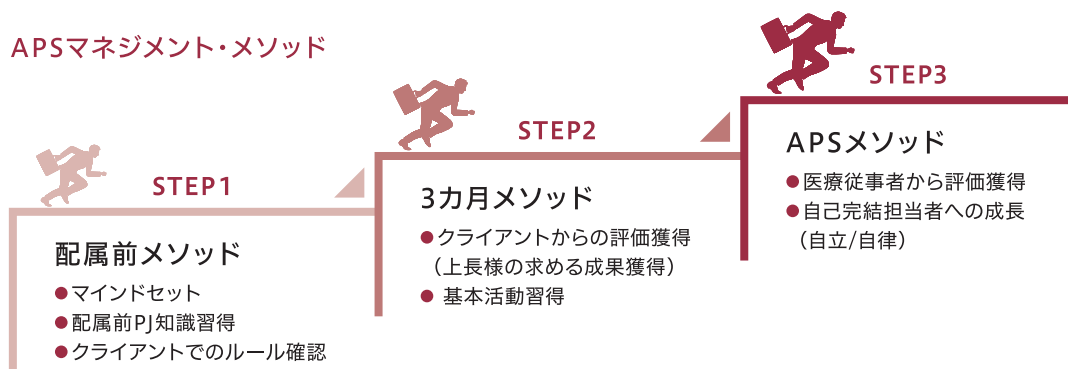 APSマネジメント・メソッド
STEP1
配属前メソッド
●マインドセット
●配属前PJ知識習得
●クライアントでのルール確認
STEP2
3カ月メソッド
●クライアントからの評価獲得
（上長様の求める成果獲得）
● 基本活動習得
STEP3
APSメソッド
●医療従事者から評価獲得
●自己完結担当者への成長
（自立/自律）